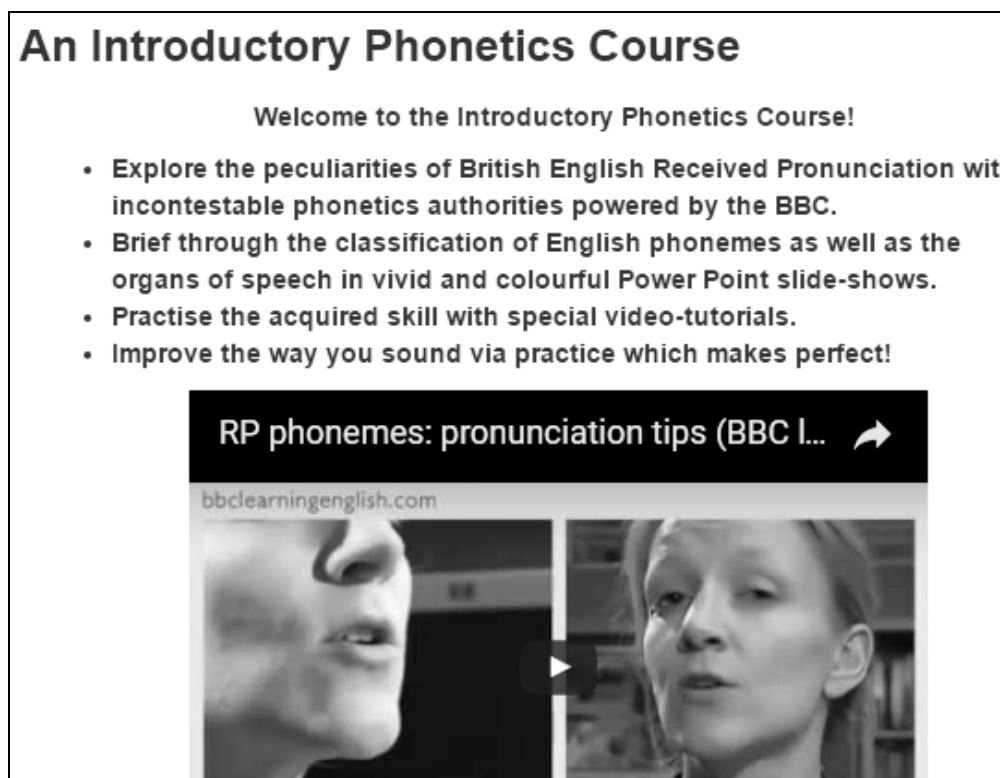 An Introductory Phonetics Course
Welcome to the Introductory Phonetics Course!
• Explore the peculiarities of British English Received Pronunciation wit
incontestable phonetics authorities powered by the BBC.
• Brief through the classification of English phonemes as well as the
organs of speech in vivid and colourful Power Point slide-shows.
• Practise the acquired skill with special video-tutorials.
• Improve the way you sound via practice which makes perfect!
RP phonemes: pronunciation tips (BBC l...
bbclearningenglish.com